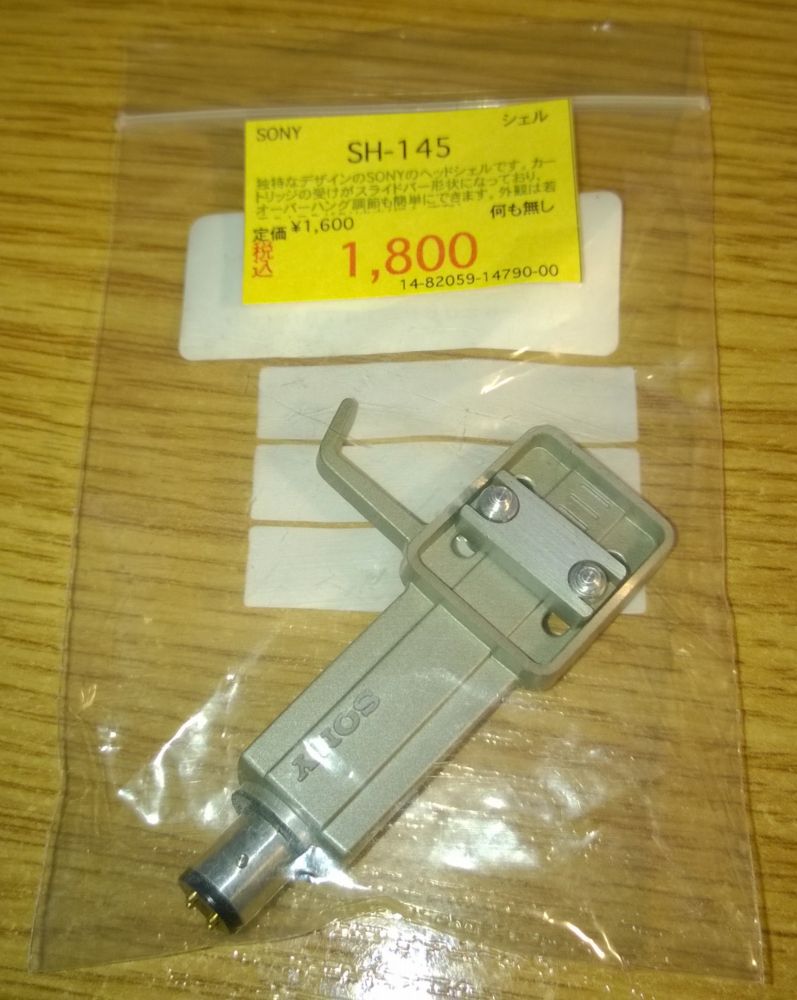 SONY シェル
SH-145
独特なデザインのSONYのヘッドシェルです。カー
トリッジの受けがスライドバー形状になっており、
オーバーハング調節も簡単にできます。外観は若
定価 ¥1,600 何も無し
税込 1,800
14-82059-14790-00
SONY